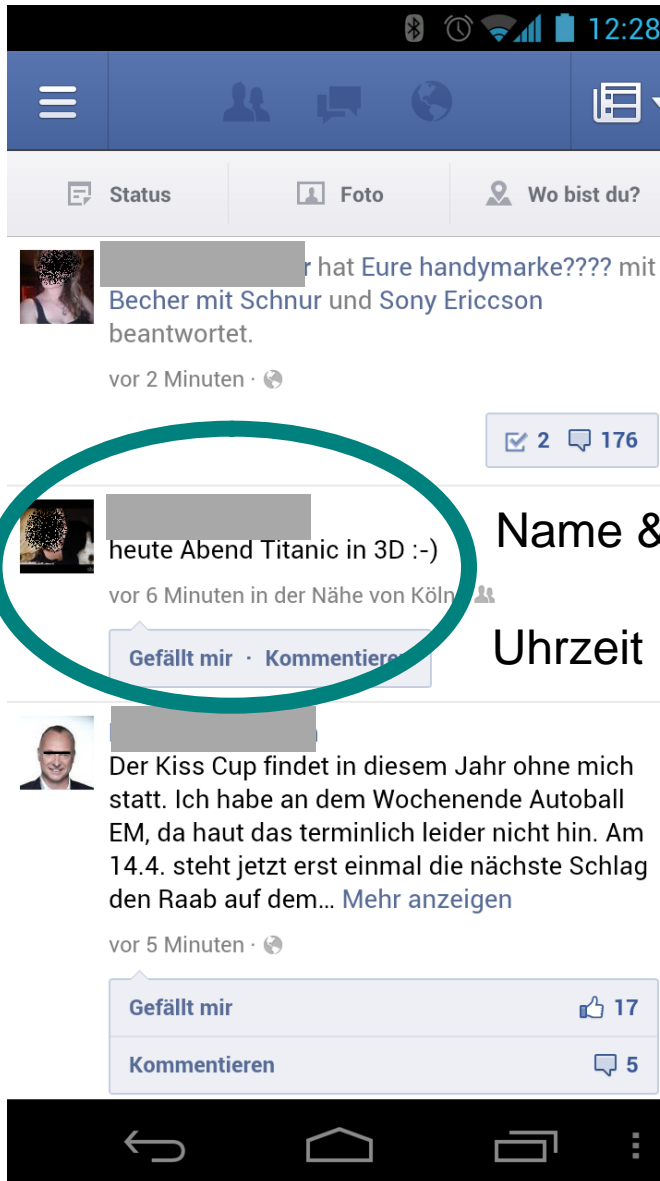 12:28
Status
Foto
Wo bist du?
r hat Eure handymarke???? mit
Becher mit Schnur und Sony Ericcson
beantwortet.
vor 2 Minuten ·
2
176
heute Abend Titanic in 3D :-)
Name &
vor 6 Minuten in der Nähe von Köln
Uhrzeit
Gefällt mir · Kommentieren
Der Kiss Cup findet in diesem Jahr ohne mich
statt. Ich habe an dem Wochenende Autoball
EM, da haut das terminlich leider nicht hin. Am
14.4. steht jetzt erst einmal die nächste Schlag
den Raab auf dem... Mehr anzeigen
vor 5 Minuten ·
Gefällt mir
17
Kommentieren
5